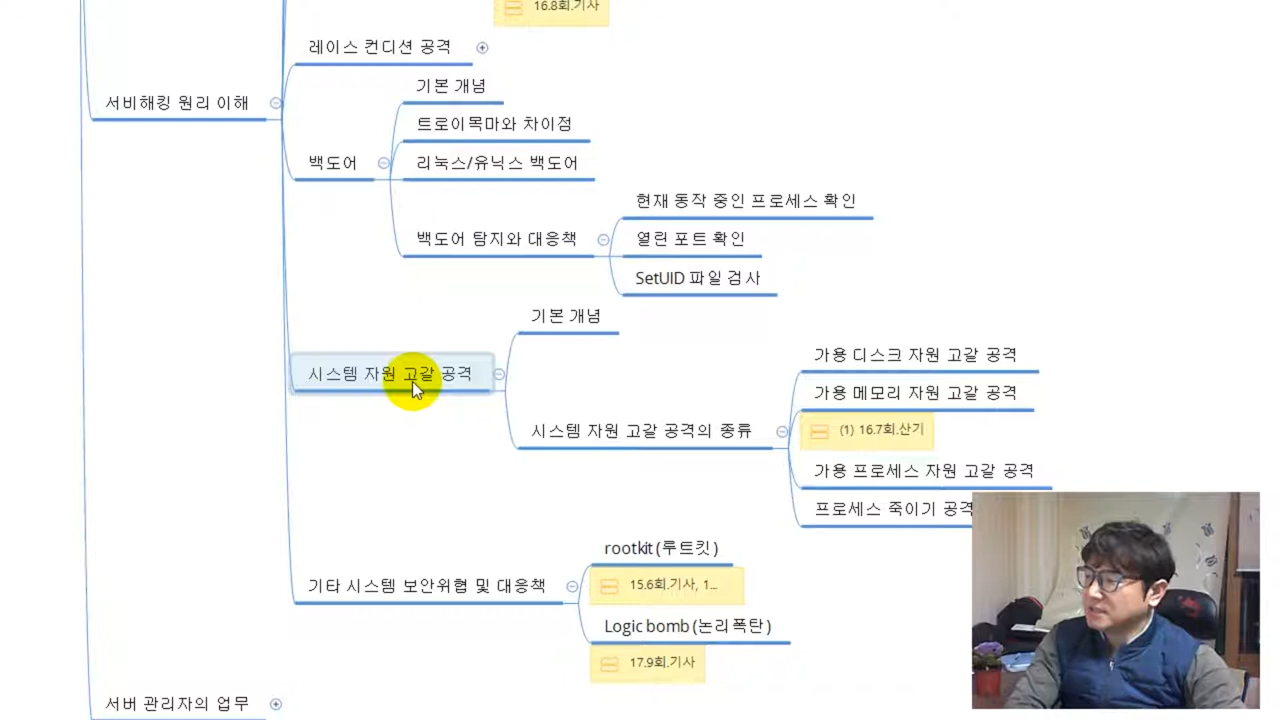 16.8회.기사
레이스 컨디션 공격
기본 개념
서비해킹 원리 이해
트로이목마와 차이점
백도어
리눅스/유닉스 백도어
현재 동작 중인 프로세스 확인
백도어 탐지와 대응책
열린 포트 확인
SetUID 파일 검사
기본 개념
가용 디스크 자원 고갈 공격
시스템 자원 고갈 공격
가용 메모리 자원 고갈 공격
(1) 16.7회.산기
시스템 자원 고갈 공격의 종류
가용 프로세스 자원 고갈 공격
프로세스 죽이기 공격
rootkit (루트킷)
15.6회.기사, 1...
기타 시스템 보안위협 및 대응책
Logic bomb (논리폭탄)
17.9회.기사
서버 관리자의 업무